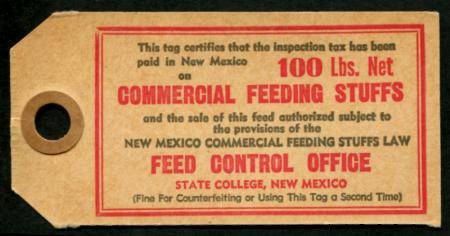 This tag certifies that the inspection tax has been
paid in New Mexico on 100 Lbs. Net
COMMERCIAL FEEDING STUFFS
and the sale of this feed authorized subject to
the provisions of the
NEW MEXICO COMMERCIAL FEEDING STUFFS LAW
FEED CONTROL OFFICE
STATE COLLEGE, NEW MEXICO
(Fine For Counterfeiting or Using This Tag a Second Time)